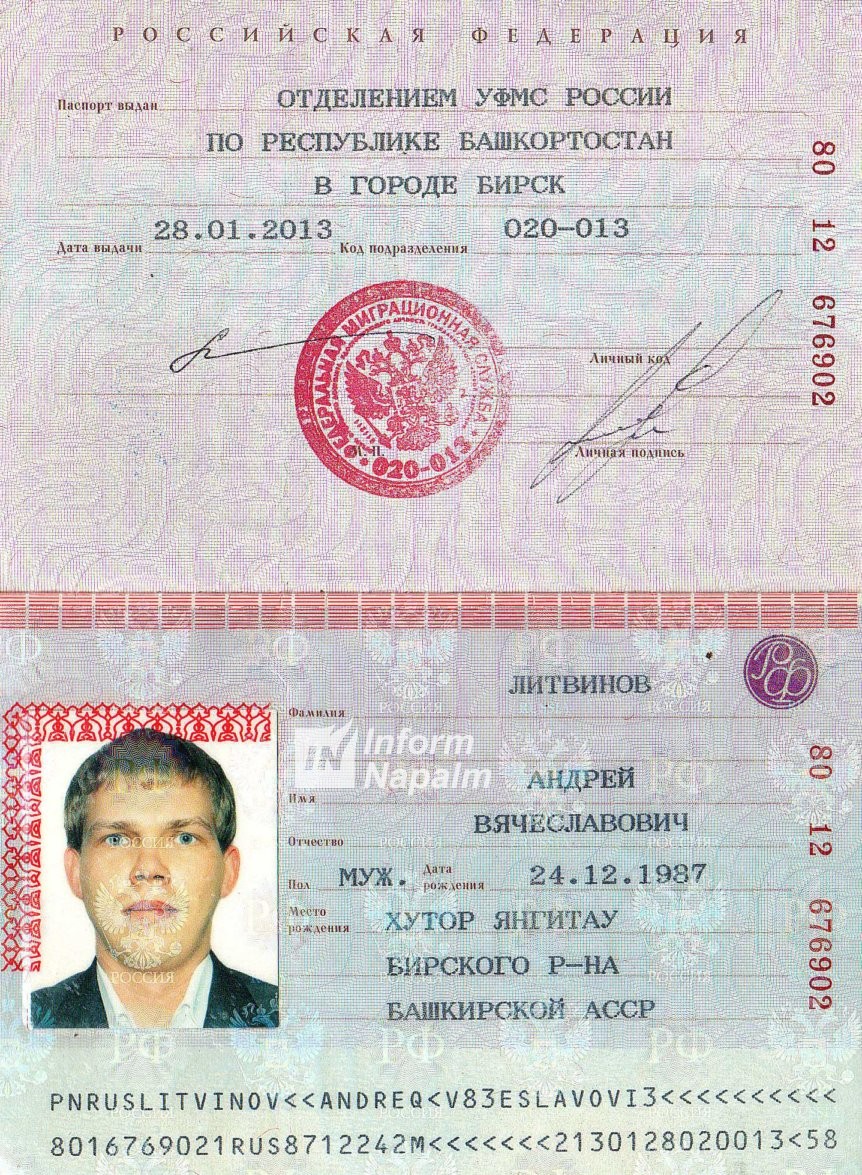 РОССИЙСКАЯ ФЕДЕРАЦИЯ
Паспорт выдан ОТДЕЛЕНИЕМ УФМС РОССИИ
ПО РЕСПУБЛИКЕ БАШКОРТОСТАН
В ГОРОДЕ БИРСК
Дата выдачи 28.01.2013 Код подразделения 020-013
80 12 676902
ФЕДЕРАЛЬНАЯ МИГРАЦИОННАЯ СЛУЖБА
020-013
Личный код
М. П.
Личная подпись
Фамилия ЛИТВИНОВ
Inform
Napalm
Имя АНДРЕЙ
Отчество ВЯЧЕСЛАВОВИЧ
Пол МУЖ. Дата рождения 24.12.1987
Место рождения ХУТОР ЯНГИТАУ
БИРСКОГО Р-НА
БАШКИРСКОЙ АССР
80 12 676902
РФ
РОССИЯ
PNRUSLITVINOV<<ANDREQ<V83ESLAVOVI3<<<<<<<<<<
8016769021RUS8712242M<<<<<<<2130128020013<58